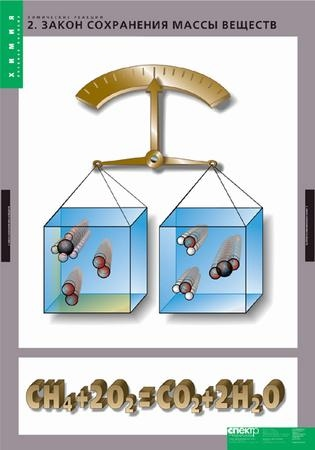 ХИМИЯ
ХИМИЧЕСКИЕ РЕАКЦИИ
2. ЗАКОН СОХРАНЕНИЯ МАССЫ ВЕЩЕСТВ
CH₄+2O₂=CO₂+2H₂O
спектр